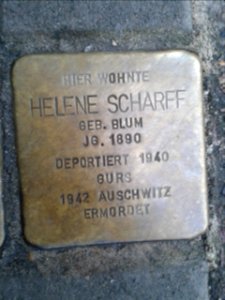 HIER WOHNTE
HELENE SCHARFF
GEB. BLUM
JG. 1890
DEPORTIERT 1940
GURS
1942 AUSCHWITZ
ERMORDET